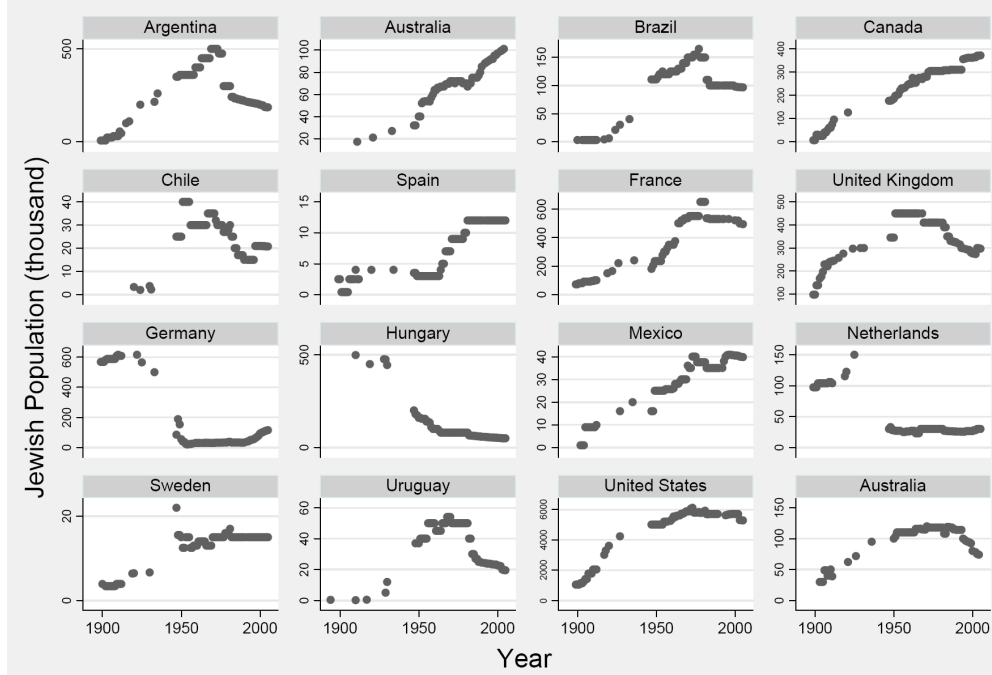 Argentina
Australia
Brazil
Canada
500
0
100
80
60
40
20
150
100
50
0
400
300
200
100
0
Chile
Spain
France
United Kingdom
40
30
20
10
0
15
10
5
0
600
400
200
0
500
400
300
200
100
Germany
Hungary
Mexico
Netherlands
600
400
200
0
500
0
40
30
20
10
0
150
100
50
0
Sweden
Uruguay
United States
Australia
20
0
60
40
20
0
6000
4000
2000
0
150
100
50
0
1900 1950 2000
1900 1950 2000
1900 1950 2000
1900 1950 2000
Jewish Population (thousand)
Year